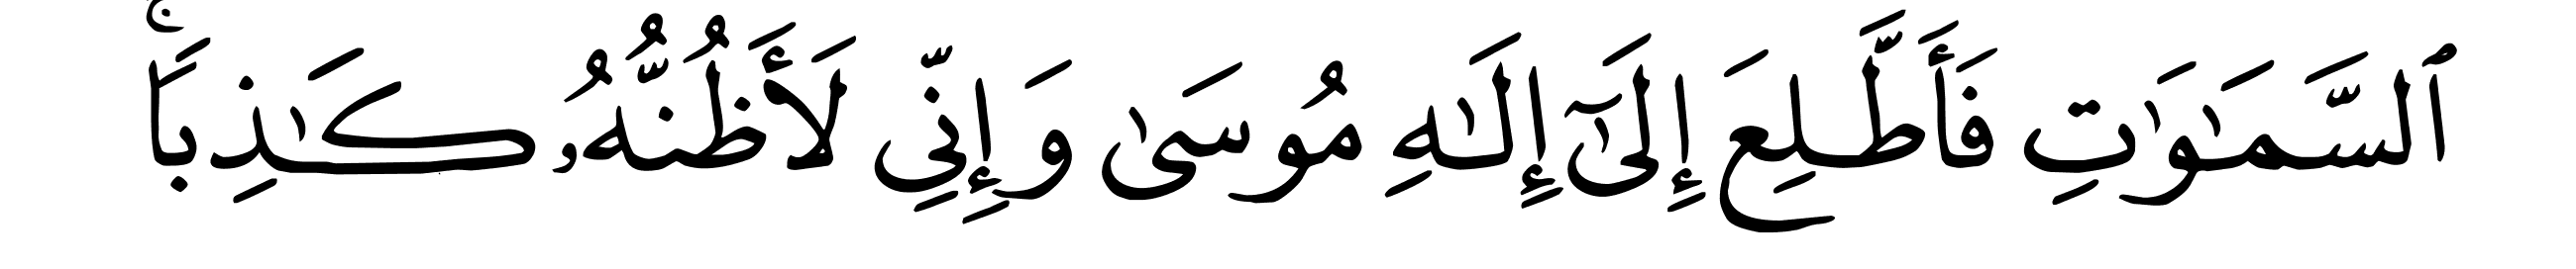 ٱلسَّمَـٰوَٰتِ فَأَطَّلِعَ إِلَىٰٓ إِلَـٰهِ مُوسَىٰ وَإِنِّى لَأَظُنُّهُۥ كَـٰذِبًاۚ